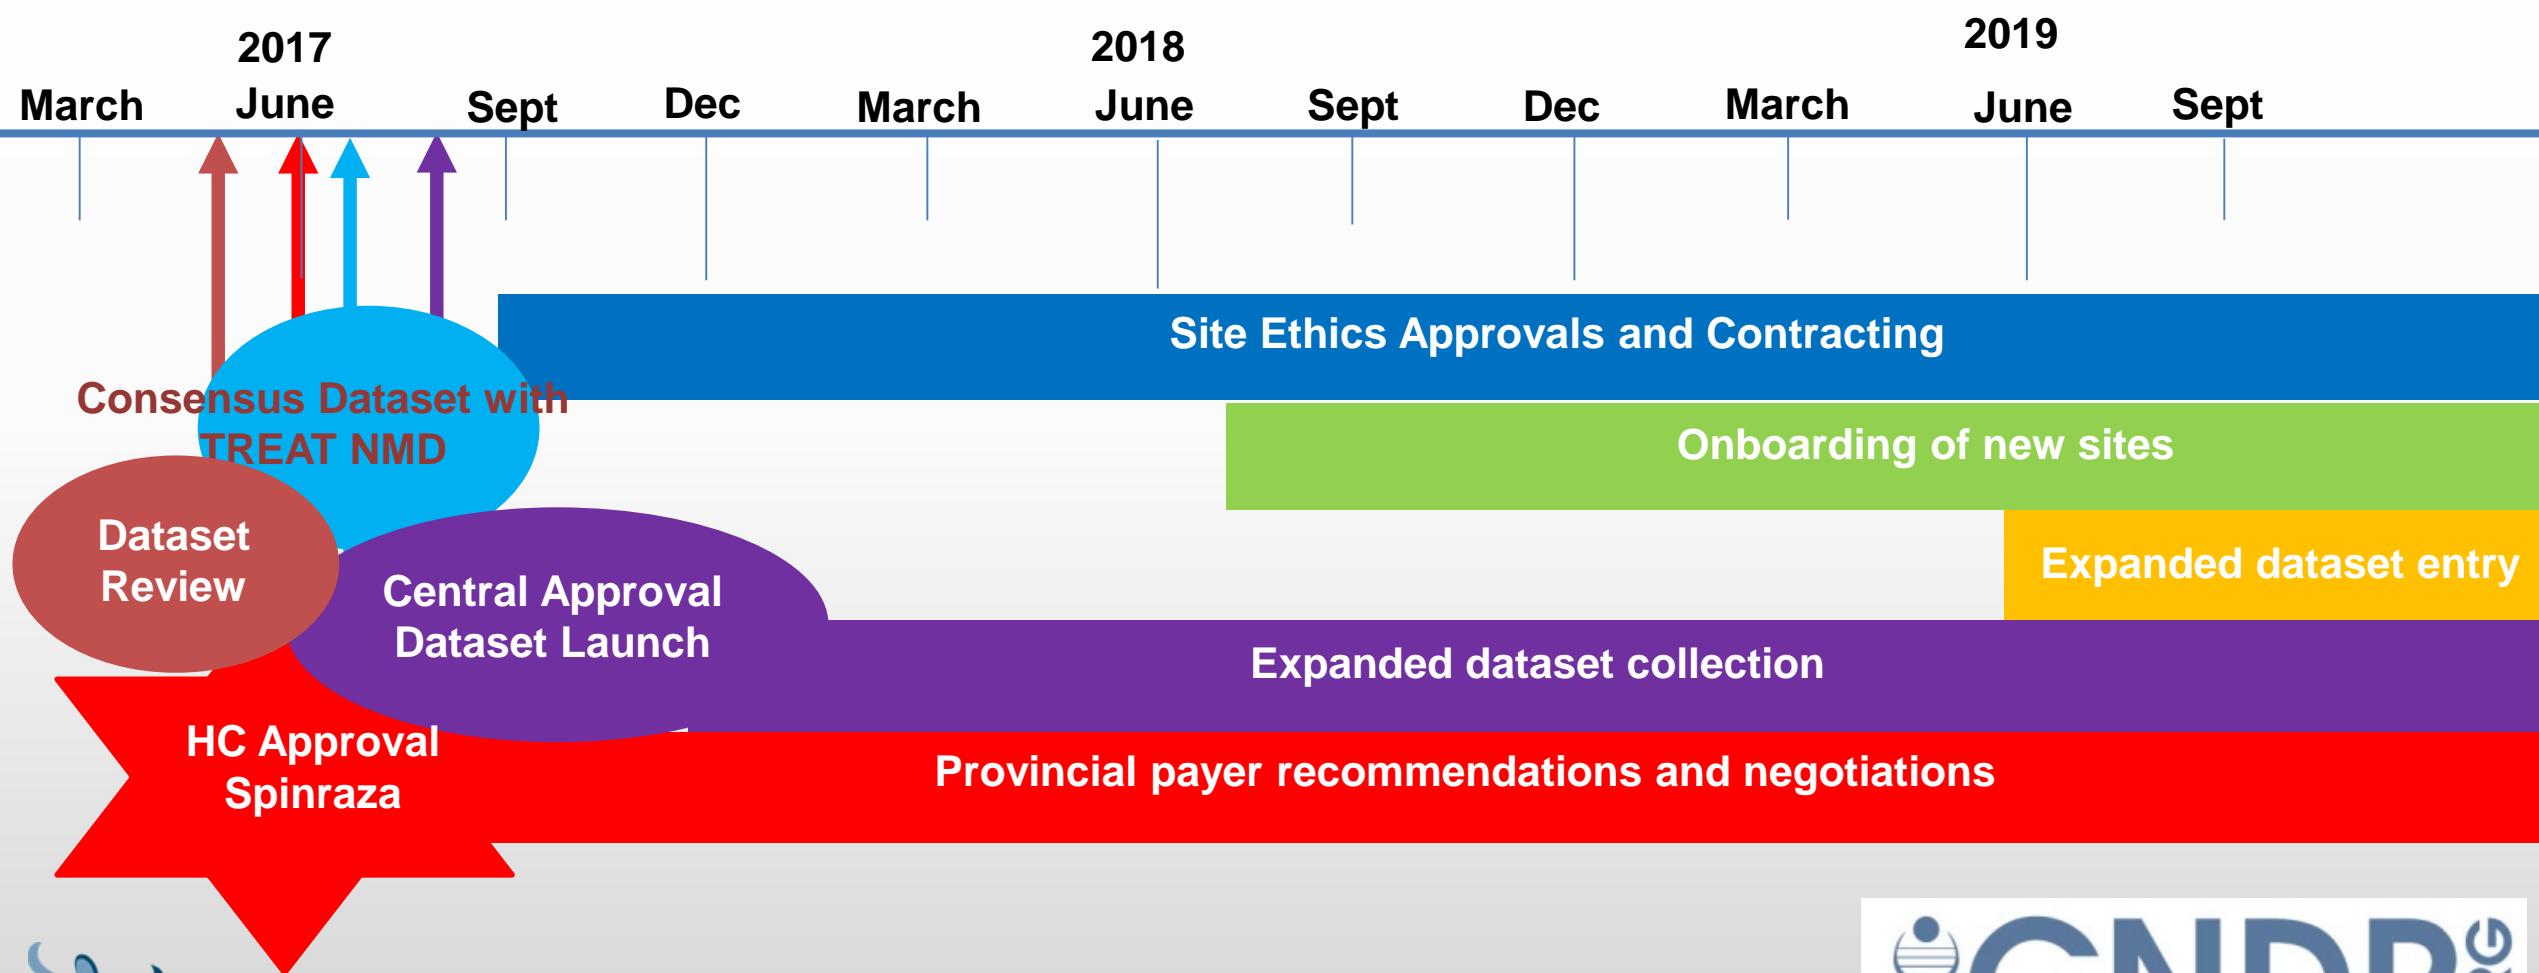 2017
2018
2019
March
June
Sept
Dec
March
June
Sept
Dec
March
June
Sept
Site Ethics Approvals and Contracting
Consensus Dataset with
TREAT NMD
Onboarding of new sites
Dataset
Review
Expanded dataset entry
Central Approval
Dataset Launch
Expanded dataset collection
HC Approval
Spinraza
Provincial payer recommendations and negotiations
CNDR